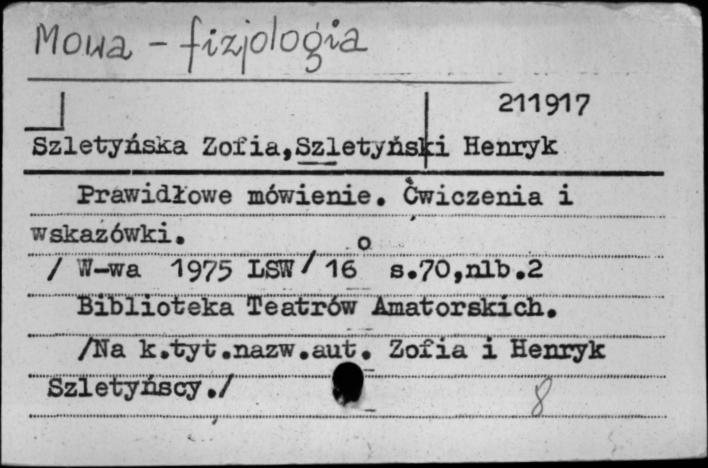 Mowa - fizjologia
211917
Szletyńska Zofia,Szletyński Henryk
Prawidłowe mówienie. Ćwiczenia i
wskazówki.
/ W-wa 1975 LSW/ 16° s.70,nlb.2
Biblioteka Teatrów Amatorskich.
/Na k.tyt.nazw.aut. Zofia i Henryk
Szletyńscy./
8